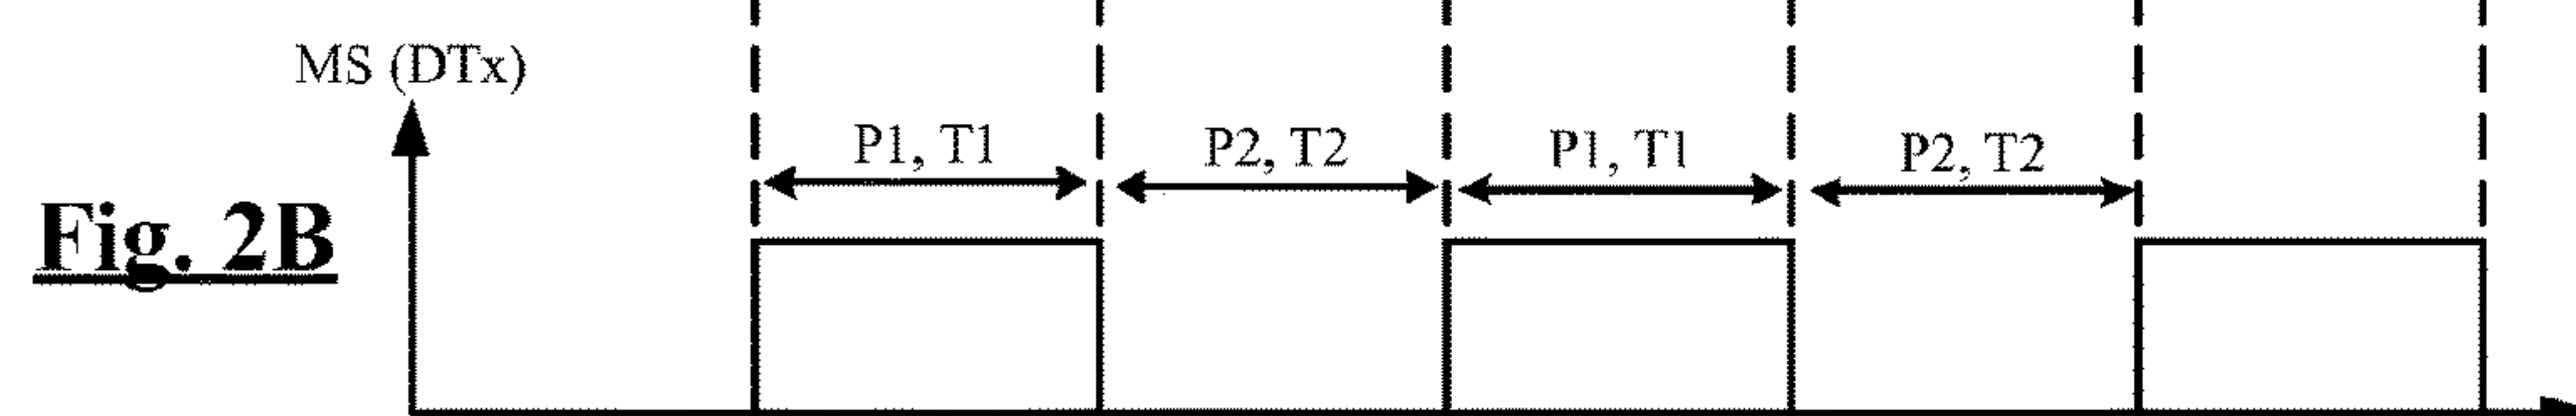 MS (DTx)
P1, T1
P2, T2
P1, T1
P2, T2
Fig. 2B